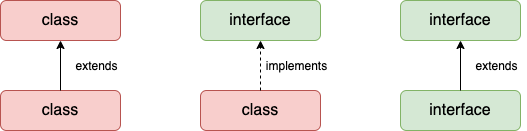 class
interface
interface
extends
implements
extends
class
class
interface